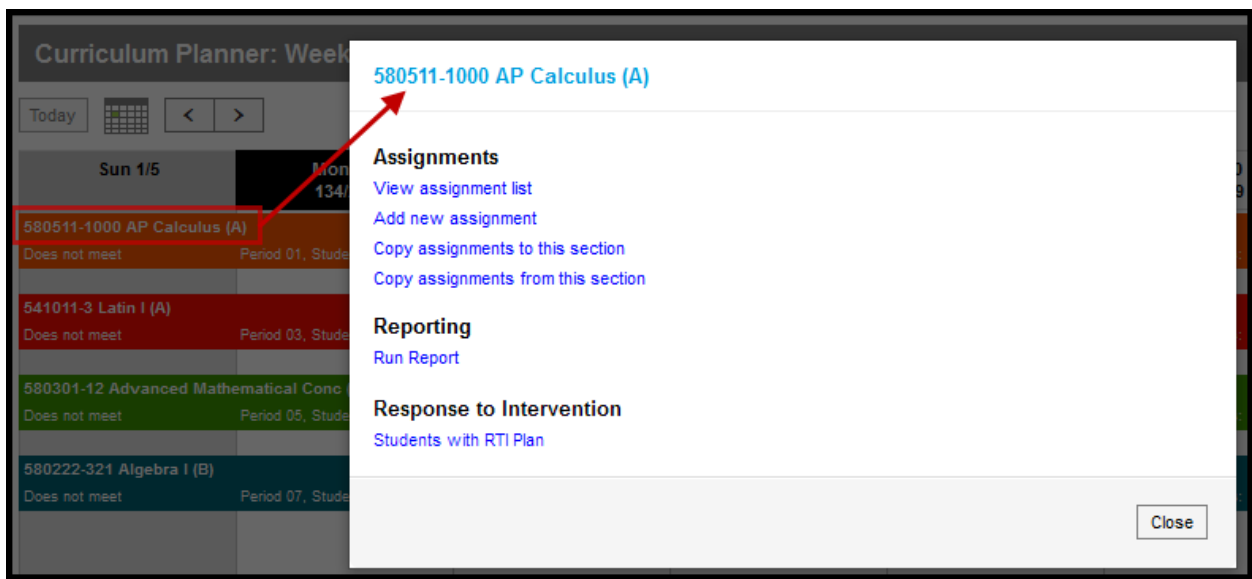 Curriculum Planner: Week
Today
<
>
Sun 1/5
Mon
134/
580511-1000 AP Calculus (A)
Does not meet
Period 01, Stude
541011-3 Latin I (A)
Does not meet
Period 03, Stude
580301-12 Advanced Mathematical Conc (
Does not meet
Period 05, Stude
580222-321 Algebra I (B)
Does not meet
Period 07, Stude
580511-1000 AP Calculus (A)
Assignments
View assignment list
Add new assignment
Copy assignments to this section
Copy assignments from this section
Reporting
Run Report
Response to Intervention
Students with RTI Plan
Close